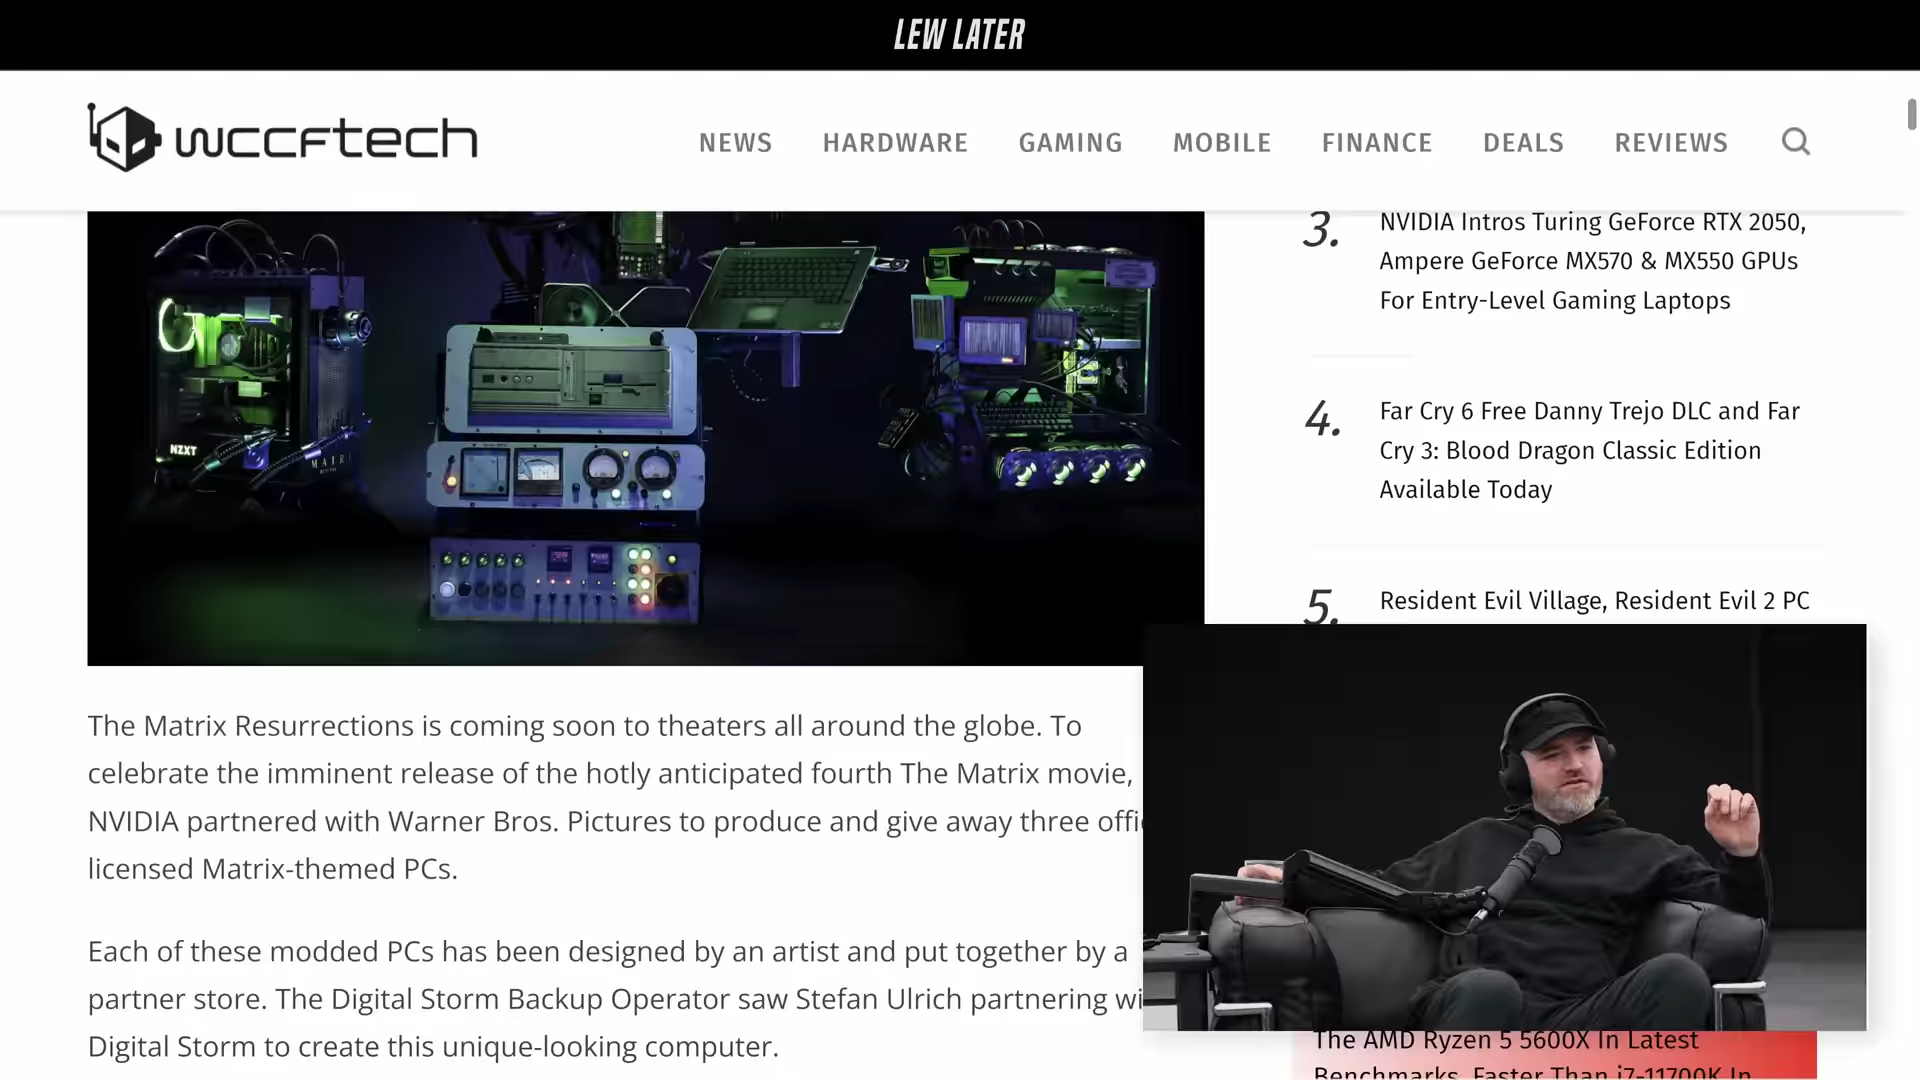 LEW LATER
wccftech
NEWS HARDWARE GAMING MOBILE FINANCE DEALS REVIEWS
NZXT
3. NVIDIA Intros Turing GeForce RTX 2050,
Ampere GeForce MX570 & MX550 GPUs
For Entry-Level Gaming Laptops
4. Far Cry 6 Free Danny Trejo DLC and Far
Cry 3: Blood Dragon Classic Edition
Available Today
5. Resident Evil Village, Resident Evil 2 PC
The Matrix Resurrections is coming soon to theaters all around the globe. To
celebrate the imminent release of the hotly anticipated fourth The Matrix movie,
NVIDIA partnered with Warner Bros. Pictures to produce and give away three
licensed Matrix-themed PCs.
Each of these modded PCs has been designed by an artist and put together by a
partner store. The Digital Storm Backup Operator saw Stefan Ulrich partnering
Digital Storm to create this unique-looking computer.
The AMD Ryzen 5 5600X In Latest
Benchmarks, Faster Than i7-11700K In